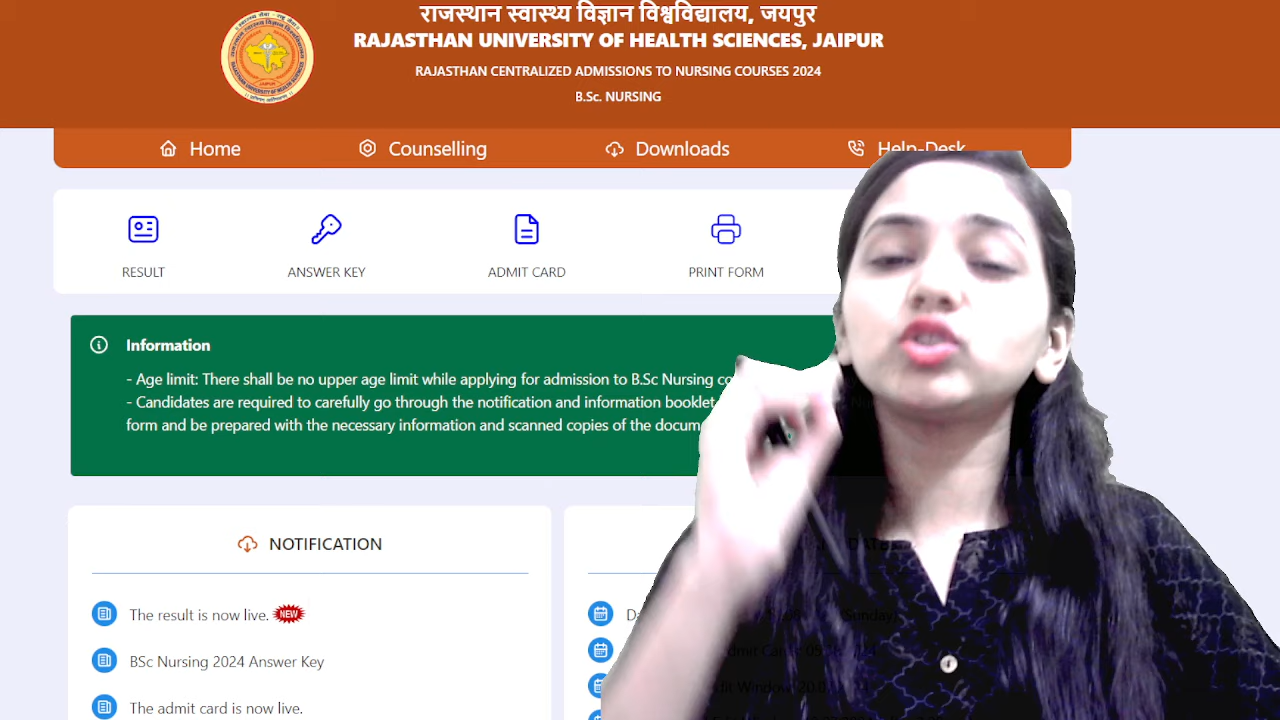 राजस्थान स्वास्थ्य विज्ञान विश्वविद्यालय, जयपुर
RAJASTHAN UNIVERSITY OF HEALTH SCIENCES, JAIPUR
RAJASTHAN CENTRALIZED ADMISSIONS TO NURSING COURSES 2024
B.Sc. NURSING
Home Counselling Downloads Help-Desk
RESULT ANSWER KEY ADMIT CARD PRINT FORM
Information
- Age limit: There shall be no upper age limit while applying for admission to B.Sc Nursing
- Candidates are required to carefully go through the notification and information booklet
form and be prepared with the necessary information and scanned copies of the
NOTIFICATION
The result is now live. NEW
(Sunday)
BSc Nursing 2024 Answer Key
The admit card is now live.